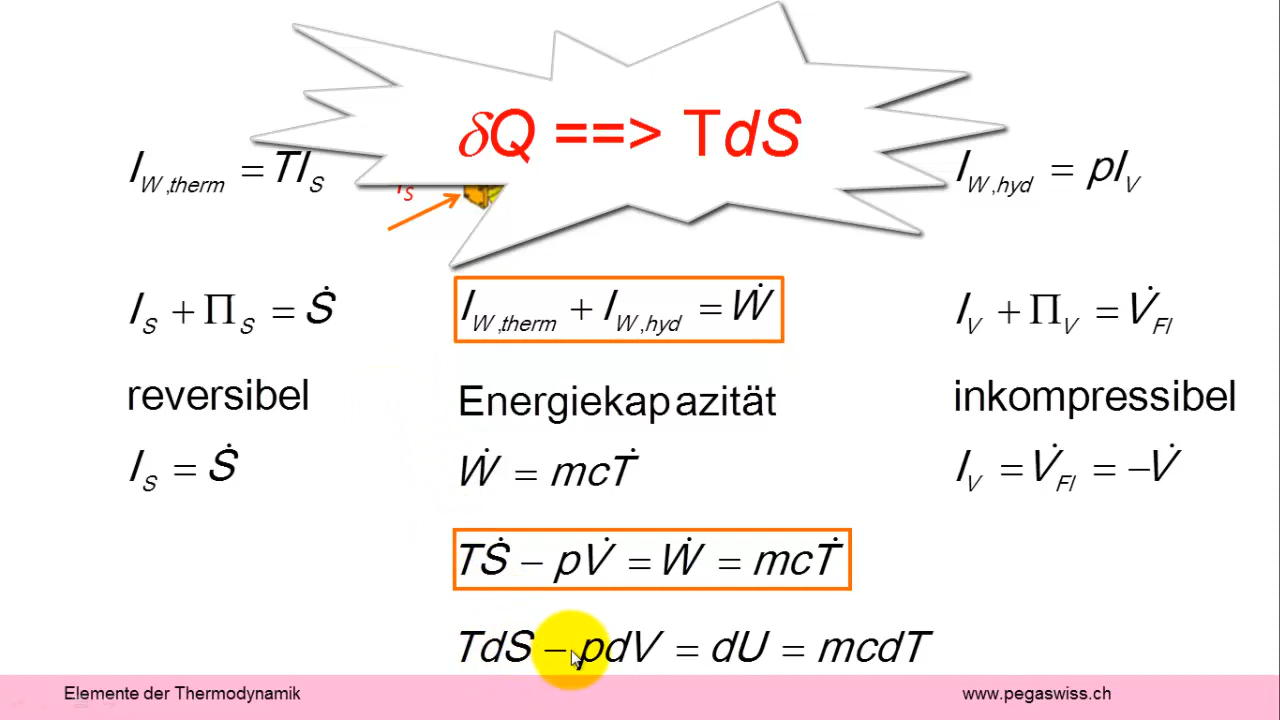 δQ ==> TdS
I_W,therm = TI_S
I_S
I_W,hyd = pI_V
I_S + Π_S = Ṡ
I_W,therm + I_W,hyd = Ẇ
I_V + Π_V = V̇_Fl
reversibel
Energiekapazität
inkompressibel
I_S = Ṡ
Ẇ = mcṪ
I_V = V̇_Fl = −V̇
TṠ − pV̇ = Ẇ = mcṪ
TdS − pdV = dU = mcdT
Elemente der Thermodynamik
www.pegaswiss.ch